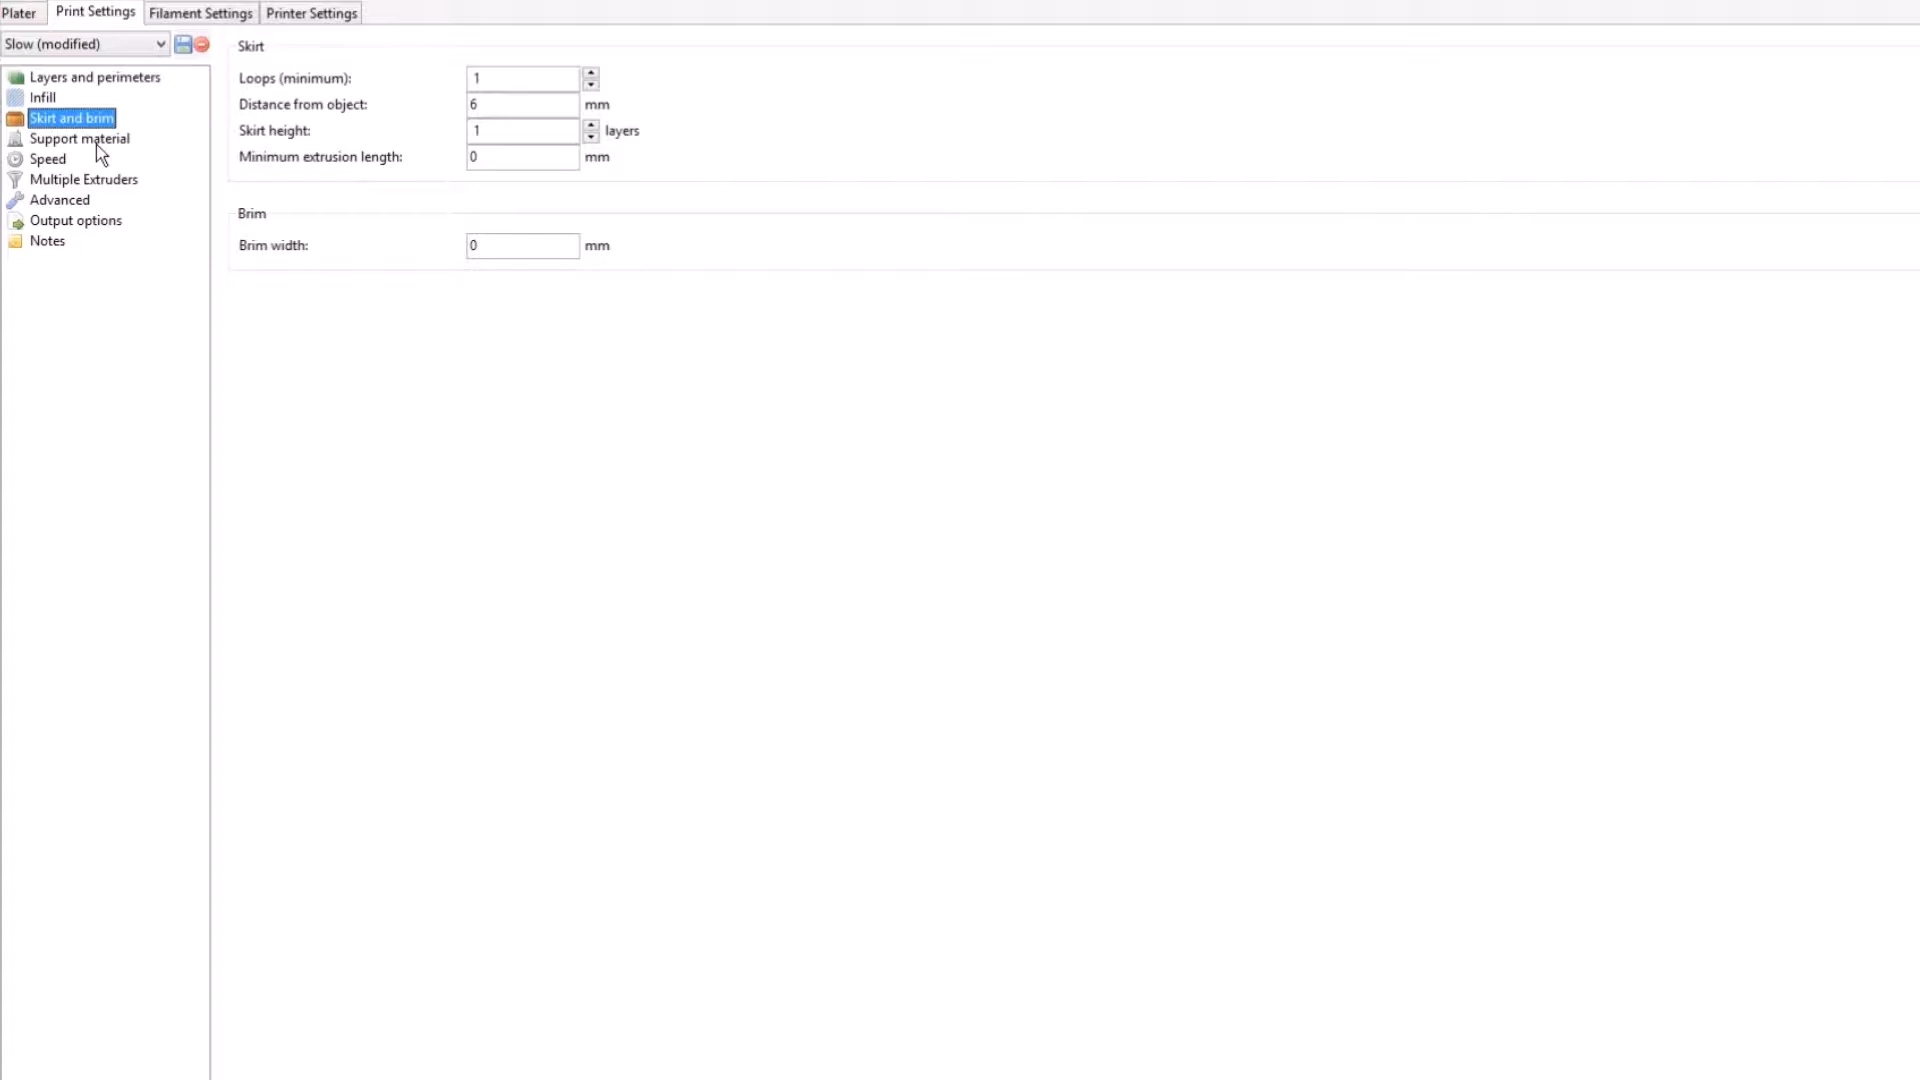 Plater Print Settings Filament Settings Printer Settings
Slow (modified)
Layers and perimeters
Infill
Skirt and brim
Support material
Speed
Multiple Extruders
Advanced
Output options
Notes
Skirt
Loops (minimum): 1
Distance from object: 6 mm
Skirt height: 1 layers
Minimum extrusion length: 0 mm
Brim
Brim width: 0 mm